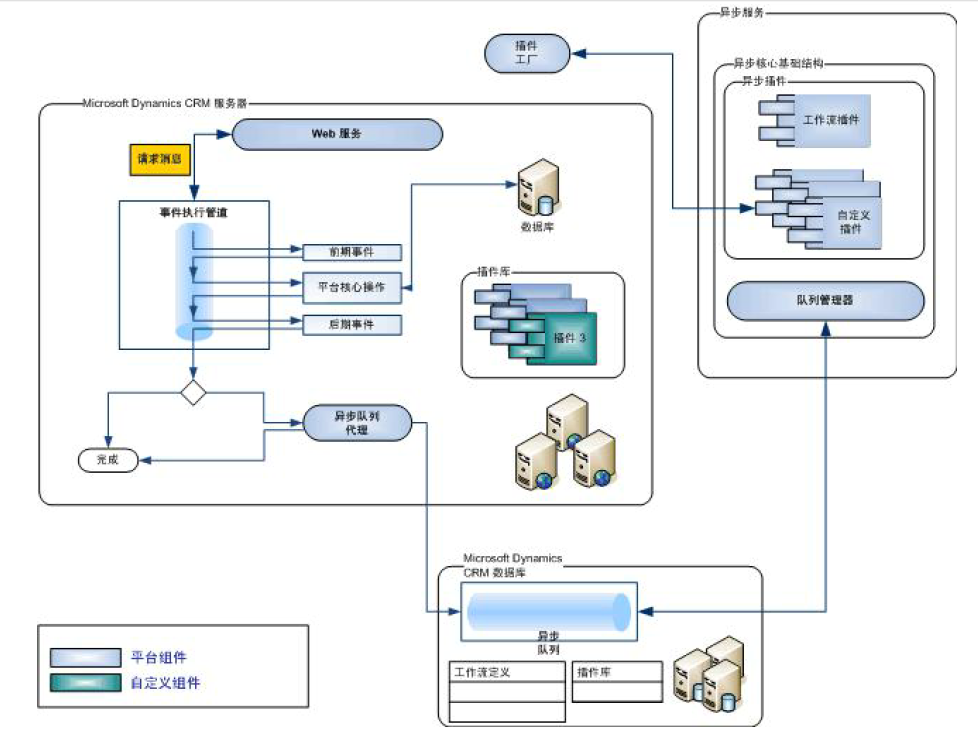 异步服务
插件
工厂
异步核心基础结构
异步插件
工作流插件
自定义
插件
队列管理器
Microsoft Dynamics CRM 服务器
Web 服务
请求消息
事件执行管道
前期事件
平台核心操作
后期事件
数据库
插件库
插件 3
异步队列
代理
完成
Microsoft Dynamics
CRM 数据库
异步
队列
工作流定义
插件库
平台组件
自定义组件